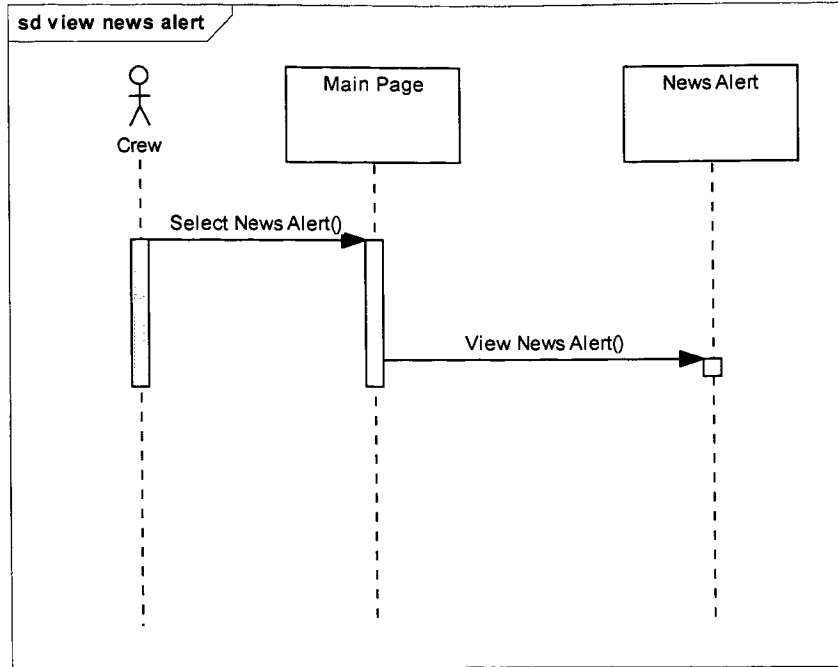 sd view news alert
Crew
Main Page
News Alert
Select News Alert()
View News Alert()